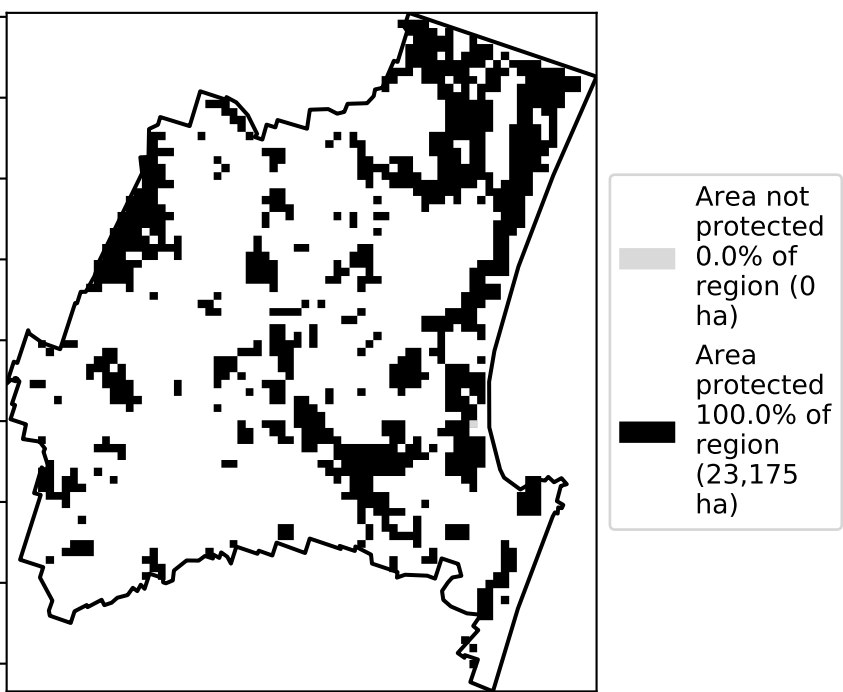 Area not
protected
0.0% of
region (0
ha)
Area
protected
100.0% of
region
(23,175
ha)